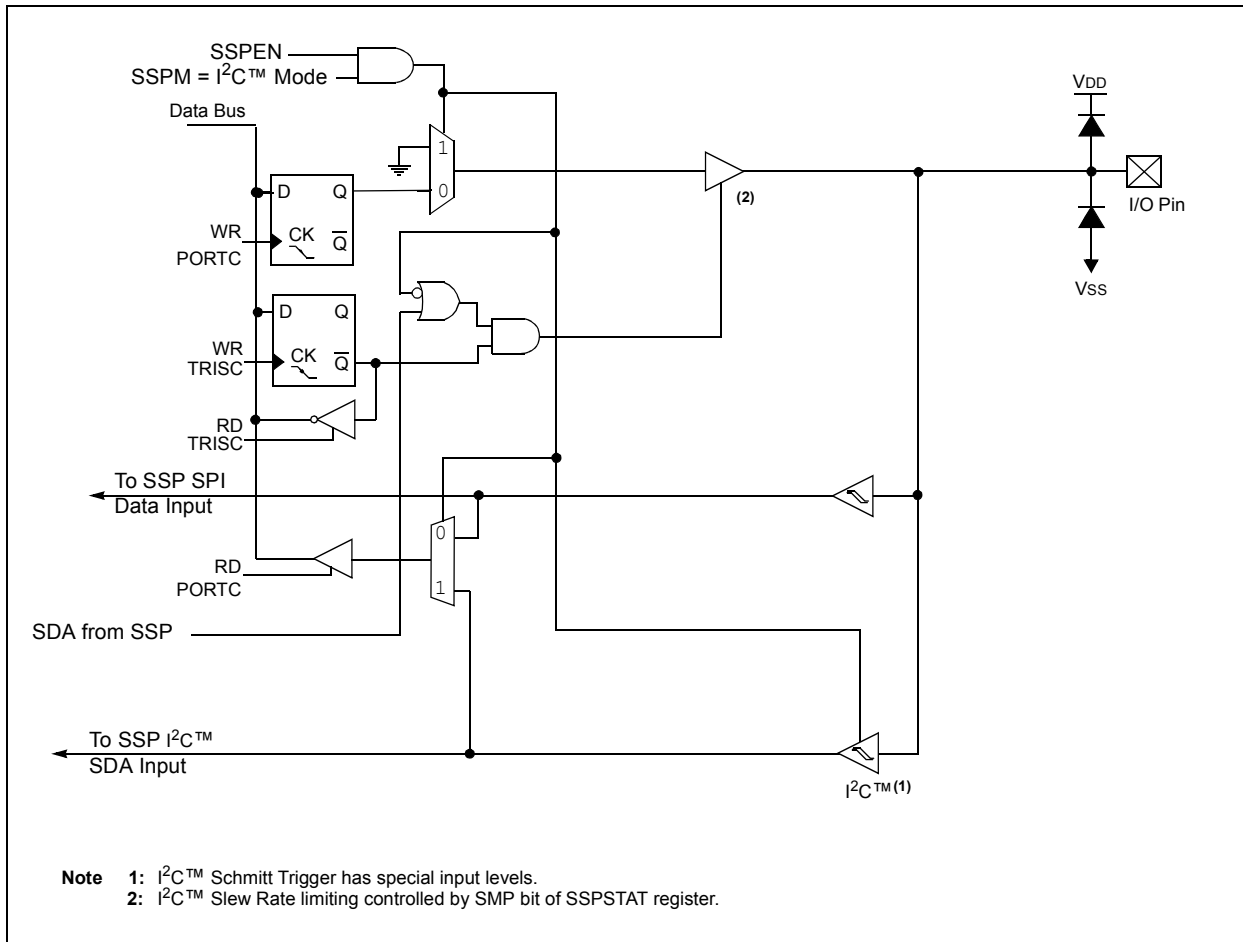 SSPEN
SSPM = I²C™ Mode
Data Bus
VDD
1
0
D Q
CK Q̅
WR
PORTC
(2)
I/O Pin
VSS
D Q
CK Q̅
WR
TRISC
RD
TRISC
To SSP SPI
Data Input
0
1
RD
PORTC
SDA from SSP
To SSP I²C™
SDA Input
I²C™(1)
Note 1: I²C™ Schmitt Trigger has special input levels.
2: I²C™ Slew Rate limiting controlled by SMP bit of SSPSTAT register.